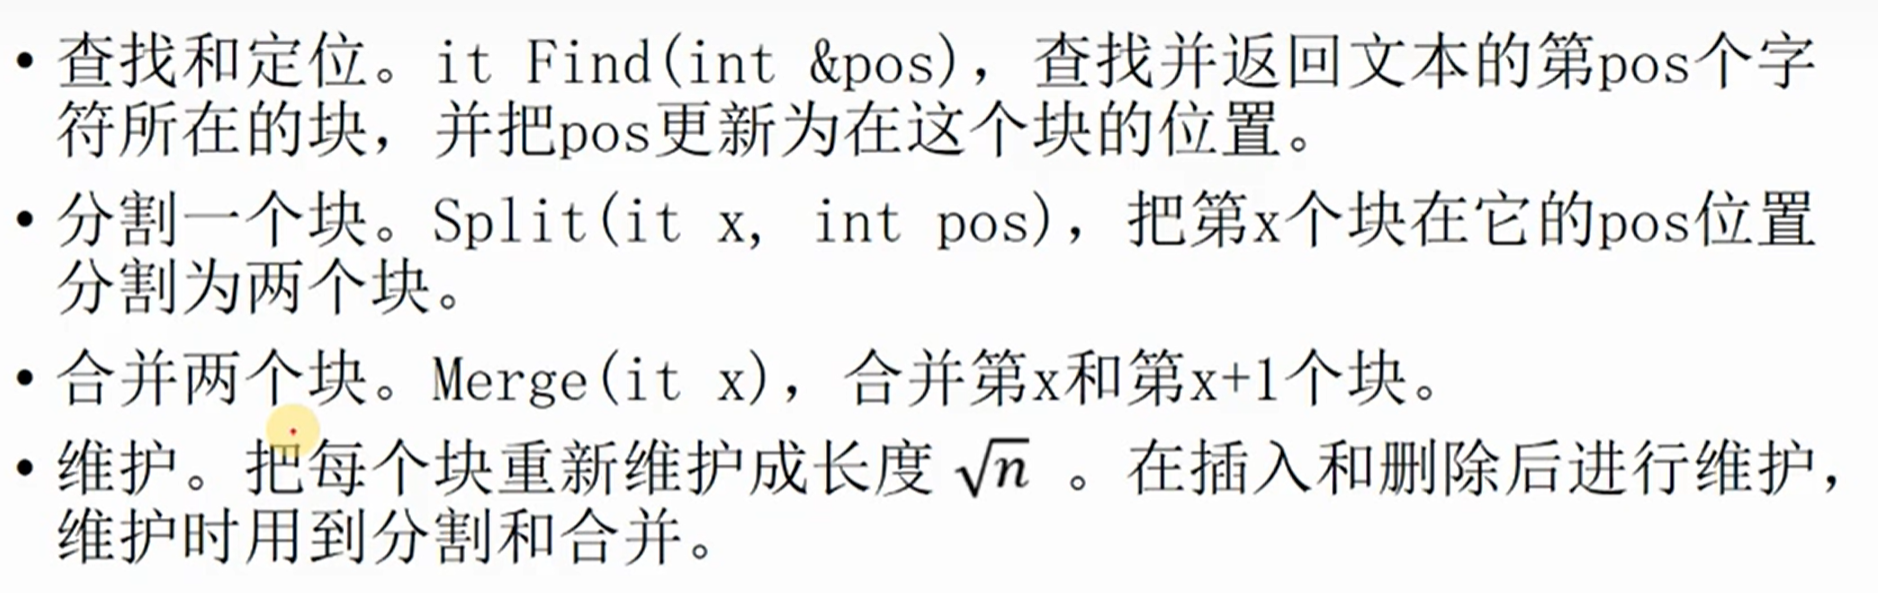 • 查找和定位。it Find(int &pos)，查找并返回文本的第pos个字
符所在的块，并把pos更新为在这个块的位置。
• 分割一个块。Split(it x, int pos)，把第x个块在它的pos位置
分割为两个块。
• 合并两个块。Merge(it x)，合并第x和第x+1个块。
• 维护。把每个块重新维护成长度 √n 。在插入和删除后进行维护，
维护时用到分割和合并。